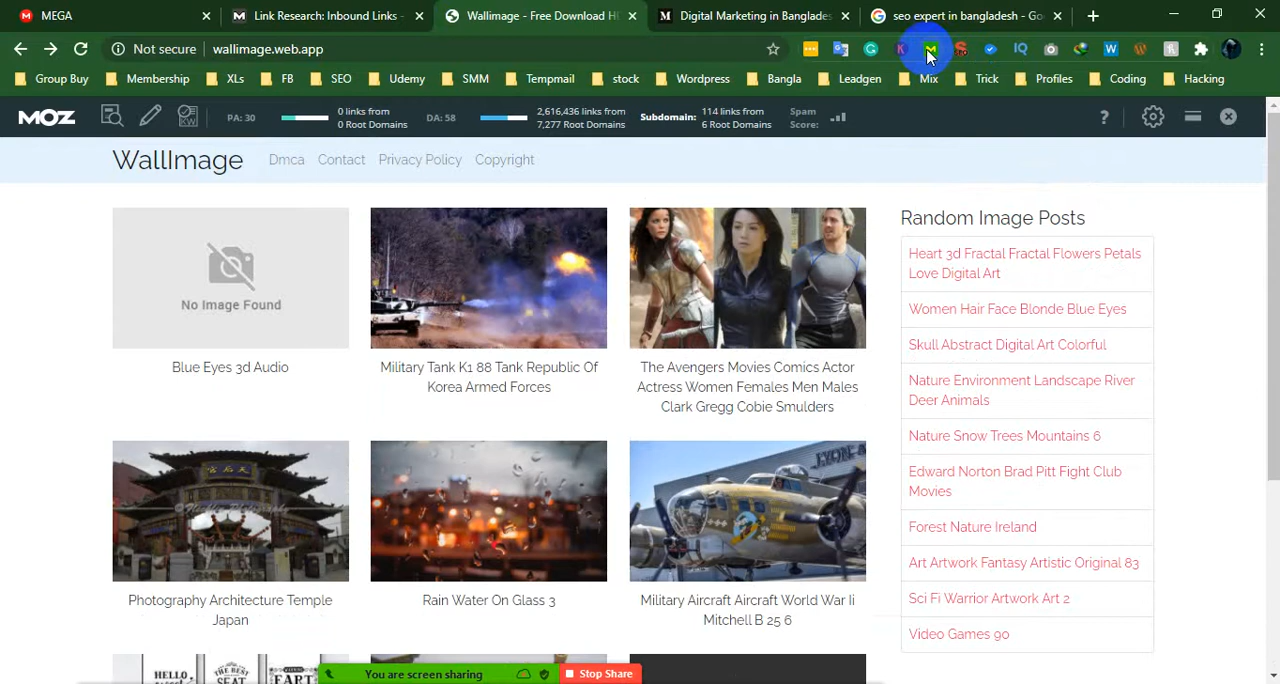 MEGA
Link Research: Inbound Links -
Wallimage - Free Download H
Digital Marketing in Banglades
seo expert in bangladesh - Go
Not secure
wallimage.web.app
Group Buy
Membership
XLs
FB
SEO
Udemy
SMM
Tempmail
stock
Wordpress
Bangla
Leadgen
Mix
Trick
Profiles
Coding
Hacking
MOZ
PA: 30
0 links from
0 Root Domains
DA: 58
2,616,436 links from
7,277 Root Domains
Subdomain:
114 links from
6 Root Domains
Spam
Score:
WallImage
Dmca
Contact
Privacy Policy
Copyright
No Image Found
Blue Eyes 3d Audio
Military Tank K1 88 Tank Republic Of
Korea Armed Forces
The Avengers Movies Comics Actor
Actress Women Females Men Males
Clark Gregg Cobie Smulders
Photography Architecture Temple
Japan
Rain Water On Glass 3
Military Aircraft Aircraft World War Ii
Mitchell B 25 6
HELLO
THE BEST
SEAT
FART
Random Image Posts
Heart 3d Fractal Fractal Flowers Petals
Love Digital Art
Women Hair Face Blonde Blue Eyes
Skull Abstract Digital Art Colorful
Nature Environment Landscape River
Deer Animals
Nature Snow Trees Mountains 6
Edward Norton Brad Pitt Fight Club
Movies
Forest Nature Ireland
Art Artwork Fantasy Artistic Original 83
Sci Fi Warrior Artwork Art 2
Video Games 90
You are screen sharing
Stop Share